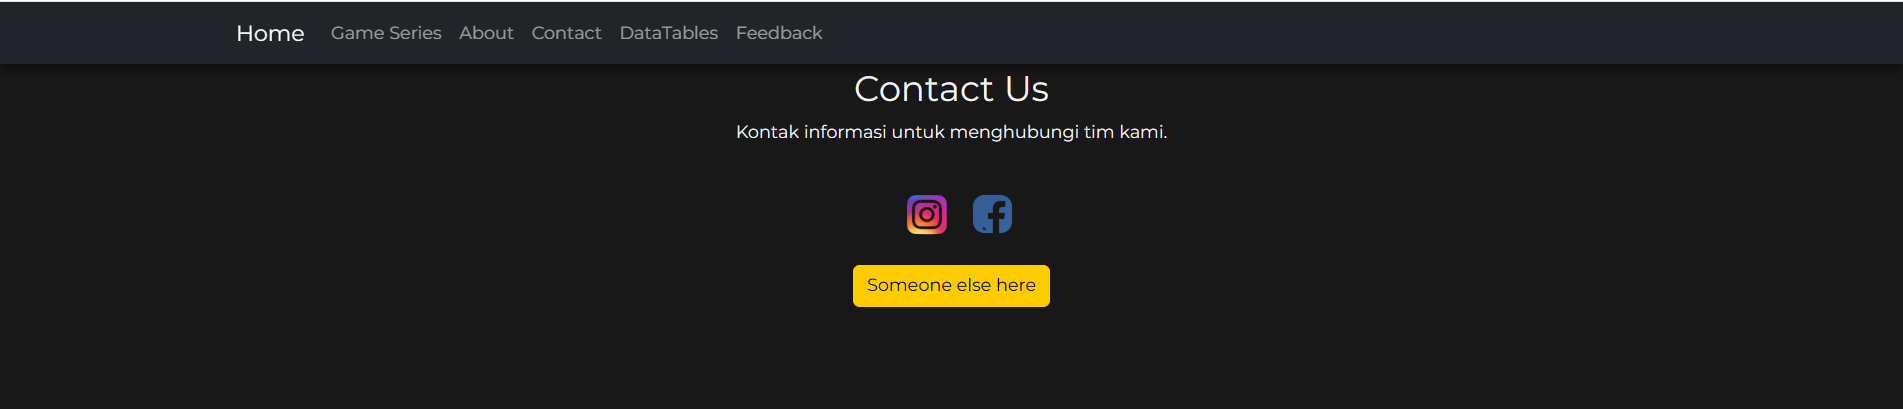 Home Game Series About Contact DataTables Feedback
Contact Us
Kontak informasi untuk menghubungi tim kami.
Someone else here